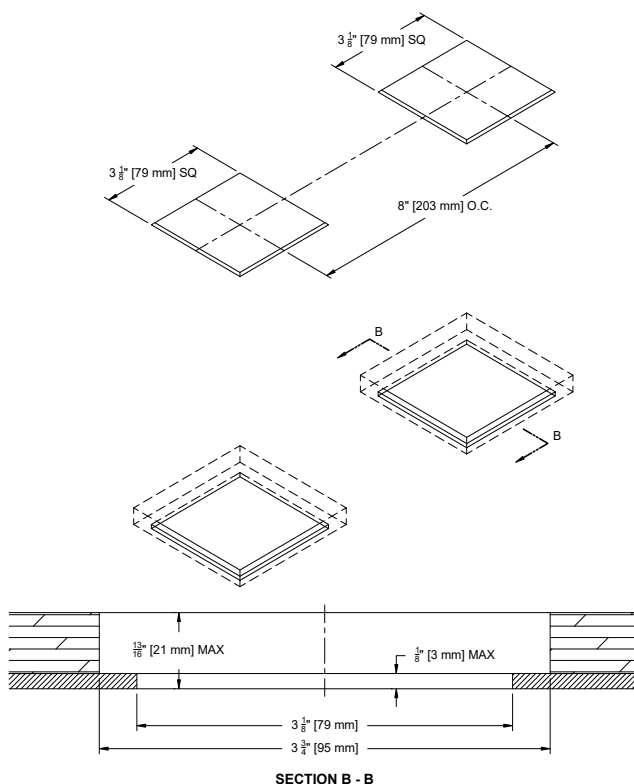 3 1/8" [79 mm] SQ
3 1/8" [79 mm] SQ
8" [203 mm] O.C.
B
B
13/16" [21 mm] MAX
1/8" [3 mm] MAX
3 1/8" [79 mm]
3 3/4" [95 mm]
SECTION B - B